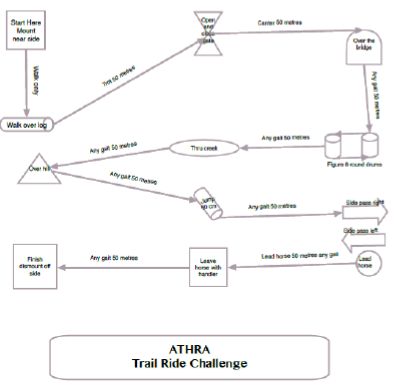 Start Here
Mount
near side
Walk only
Walk over log
Trot 50 metres
Open
and
close
gate
Canter 50 metres
Over the
bridge
Any gait 50 metres
Figure 8 round drums
Any gait 50 metres
Thru creek
Any gait 50 metres
Over hill
Any gait 50 metres
Jump
Any gait 50 metres
Side pass right
Side pass left
Lead
horse
Lead horse 50 metres any gait
Leave
horse with
handler
Any gait 50 metres
Finish
dismount off
side
ATHRA
Trail Ride Challenge